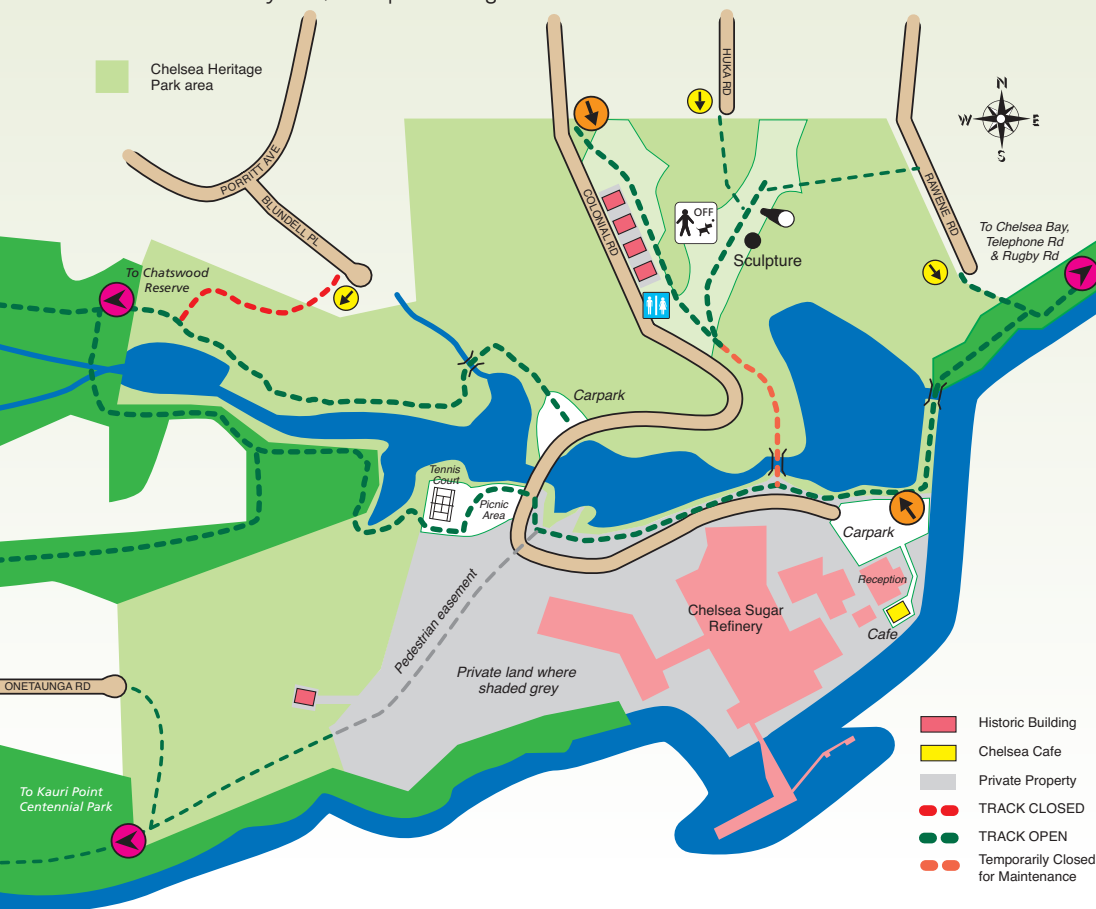 Chelsea Heritage
Park area
HUKA RD
N
W
E
S
PORRITT AVE
BLUNDELL PL
COLONIAL RD
OFF
RAWENE RD
To Chelsea Bay,
Telephone Rd
& Rugby Rd
To Chatswood
Reserve
Sculpture
Carpark
Tennis
Court
Picnic
Area
Carpark
Reception
Cafe
Chelsea Sugar
Refinery
Pedestrian easement
Private land where
shaded grey
ONETAUNGA RD
To Kauri Point
Centennial Park
Historic Building
Chelsea Cafe
Private Property
TRACK CLOSED
TRACK OPEN
Temporarily Closed
for Maintenance